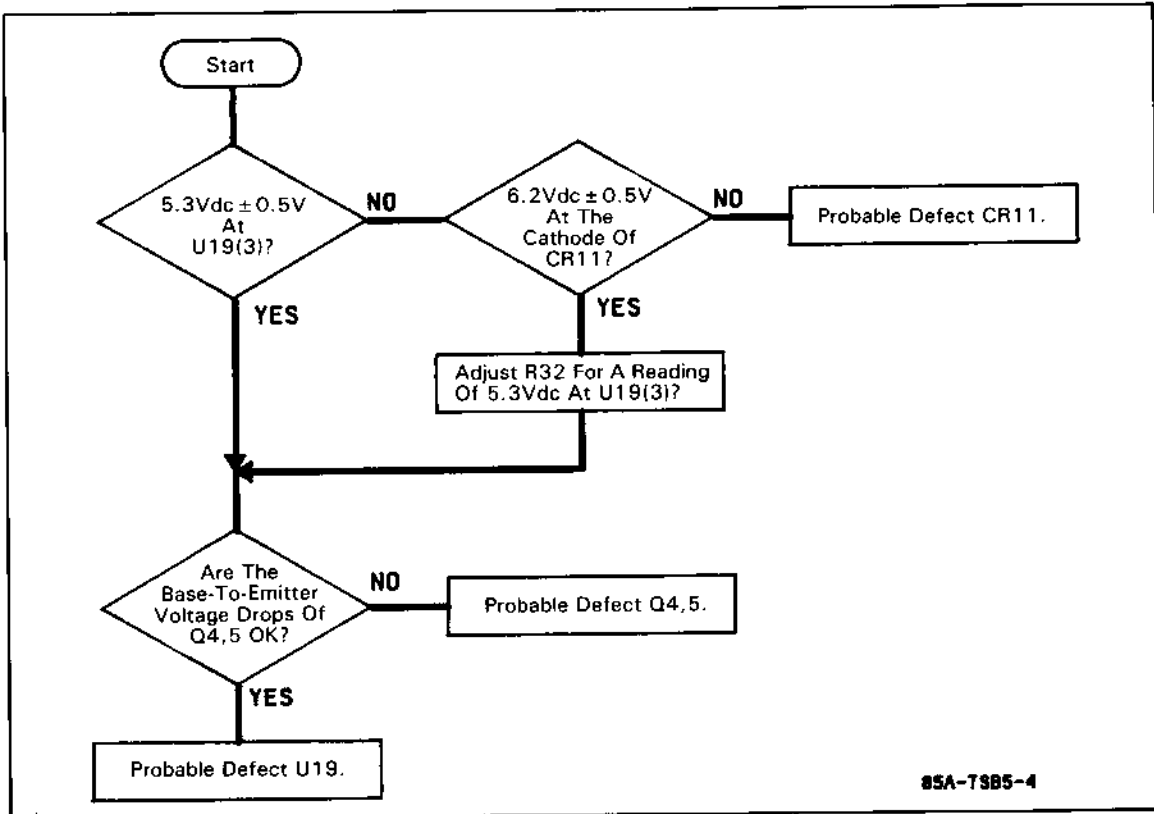 Start
5.3Vdc ± 0.5V
At
U19(3)?
NO
6.2Vdc ± 0.5V
At The
Cathode Of
CR11?
NO
Probable Defect CR11.
YES
YES
Adjust R32 For A Reading
Of 5.3Vdc At U19(3)?
Are The
Base-To-Emitter
Voltage Drops Of
Q4,5 OK?
NO
Probable Defect Q4,5.
YES
Probable Defect U19.
85A-TSB5-4